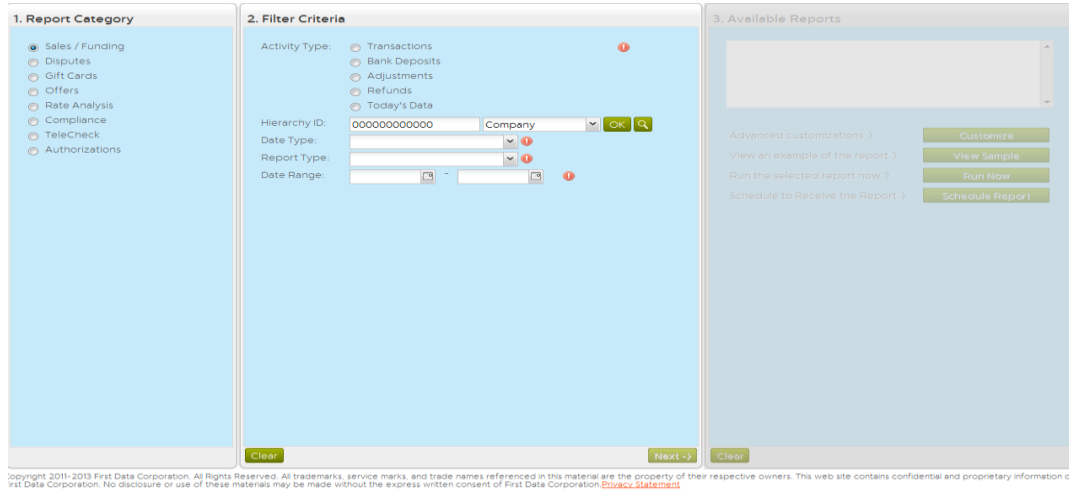 1. Report Category
Sales / Funding
Disputes
Gift Cards
Offers
Rate Analysis
Compliance
TeleCheck
Authorizations
2. Filter Criteria
Activity Type:
Transactions
Bank Deposits
Adjustments
Refunds
Today's Data
Hierarchy ID: 000000000000 Company OK
Date Type:
Report Type:
Date Range: -
Clear Next ->
3. Available Reports
Advanced customizations > Customize
View an example of the report > View Sample
Run the selected report now > Run Now
Schedule to Receive the Report > Schedule Report
Clear
Copyright 2011-2013 First Data Corporation. All Rights Reserved. All trademarks, service marks, and trade names referenced in this material are the property of their respective owners. This web site contains confidential and proprietary information
First Data Corporation. No disclosure or use of these materials may be made without the express written consent of First Data Corporation.Privacy Statement